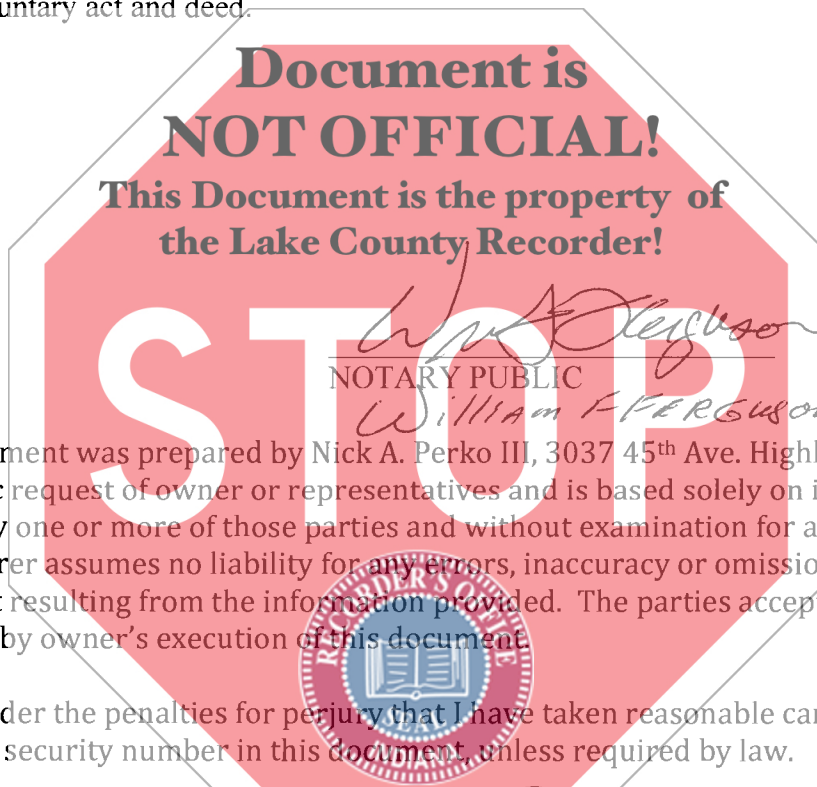 untary act and deed.
Document is
NOT OFFICIAL!
This Document is the property of
the Lake County Recorder!
STOP
NOTARY PUBLIC
William F FERGUSON
ment was prepared by Nick A. Perko III, 3037 45th Ave. Highl
request of owner or representatives and is based solely on i
y one or more of those parties and without examination for a
rer assumes no liability for any errors, inaccuracy or omissio
t resulting from the information provided. The parties accep
by owner's execution of this document.
der the penalties for perjury that I have taken reasonable car
security number in this document, unless required by law.
RECORDER'S OFFICE
SEAL
INDIANA